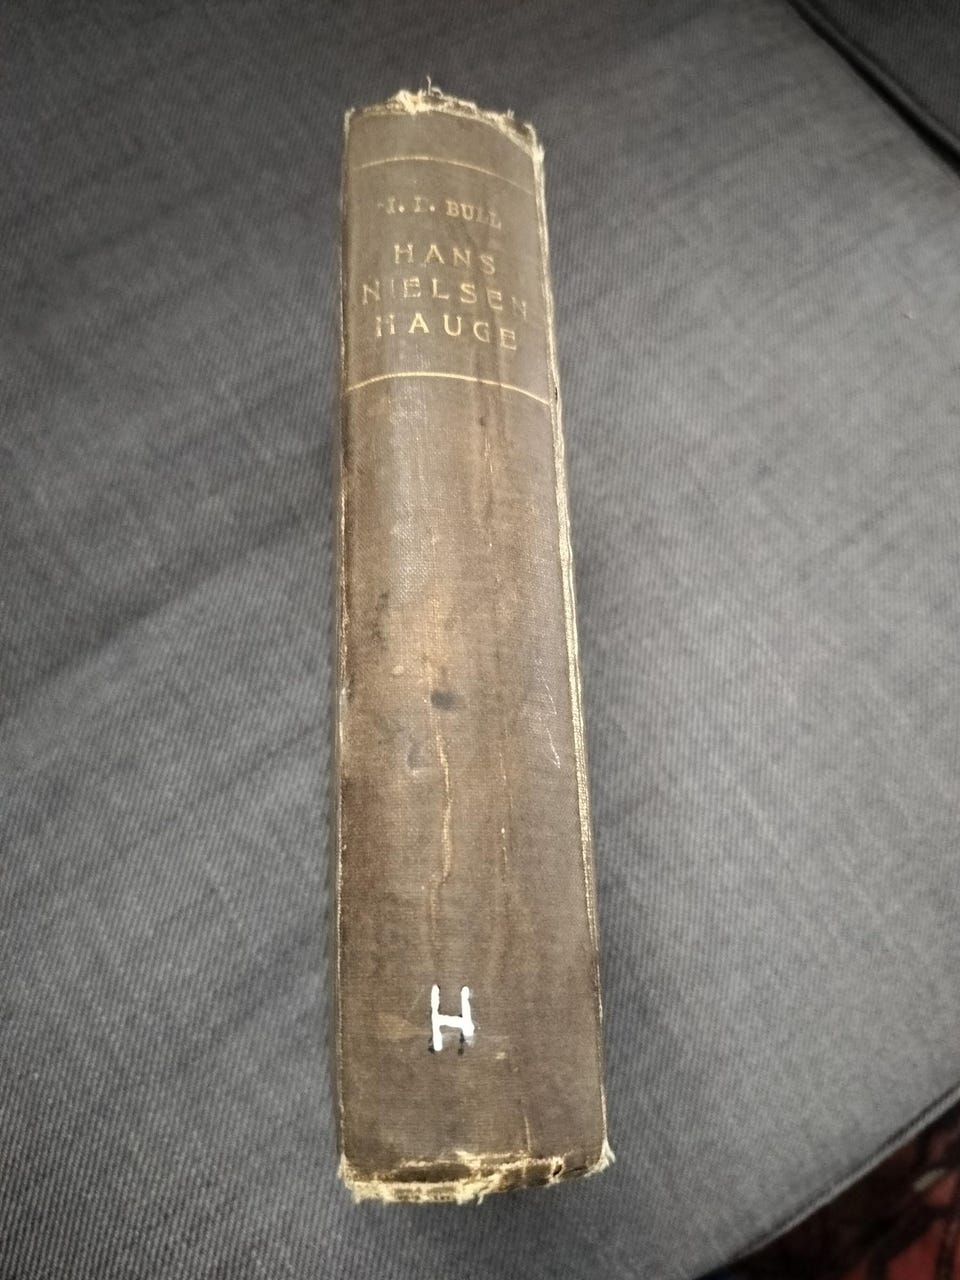 I. I. BULL
HANS
NIELSEN
HAUGE
H